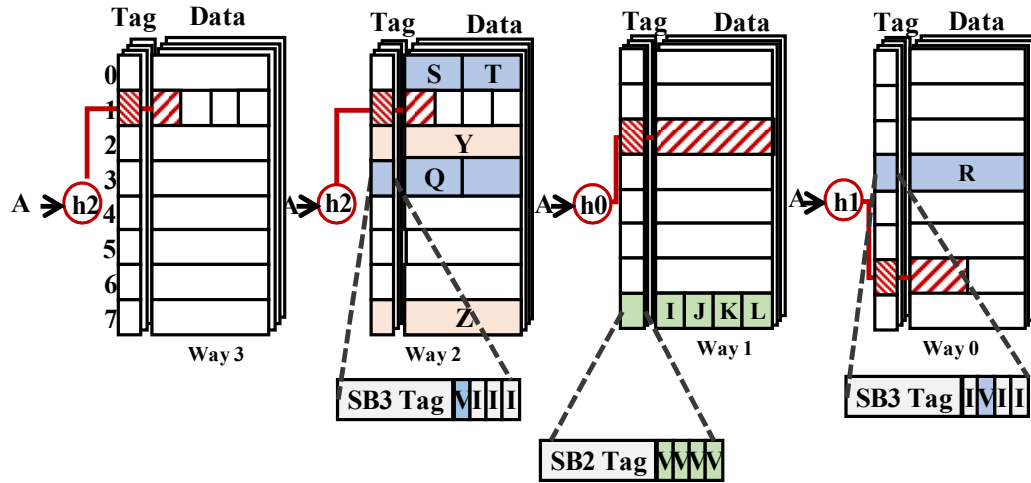 Tag Data Tag Data Tag Data Tag Data
0 S T
1
2 Y
3 Q R
A h2 A h2 A h0 A h1
4
5
6
7 Z I J K L
Way 3 Way 2 Way 1 Way 0
SB3 Tag V I I I SB3 Tag I V I I
SB2 Tag V V V V